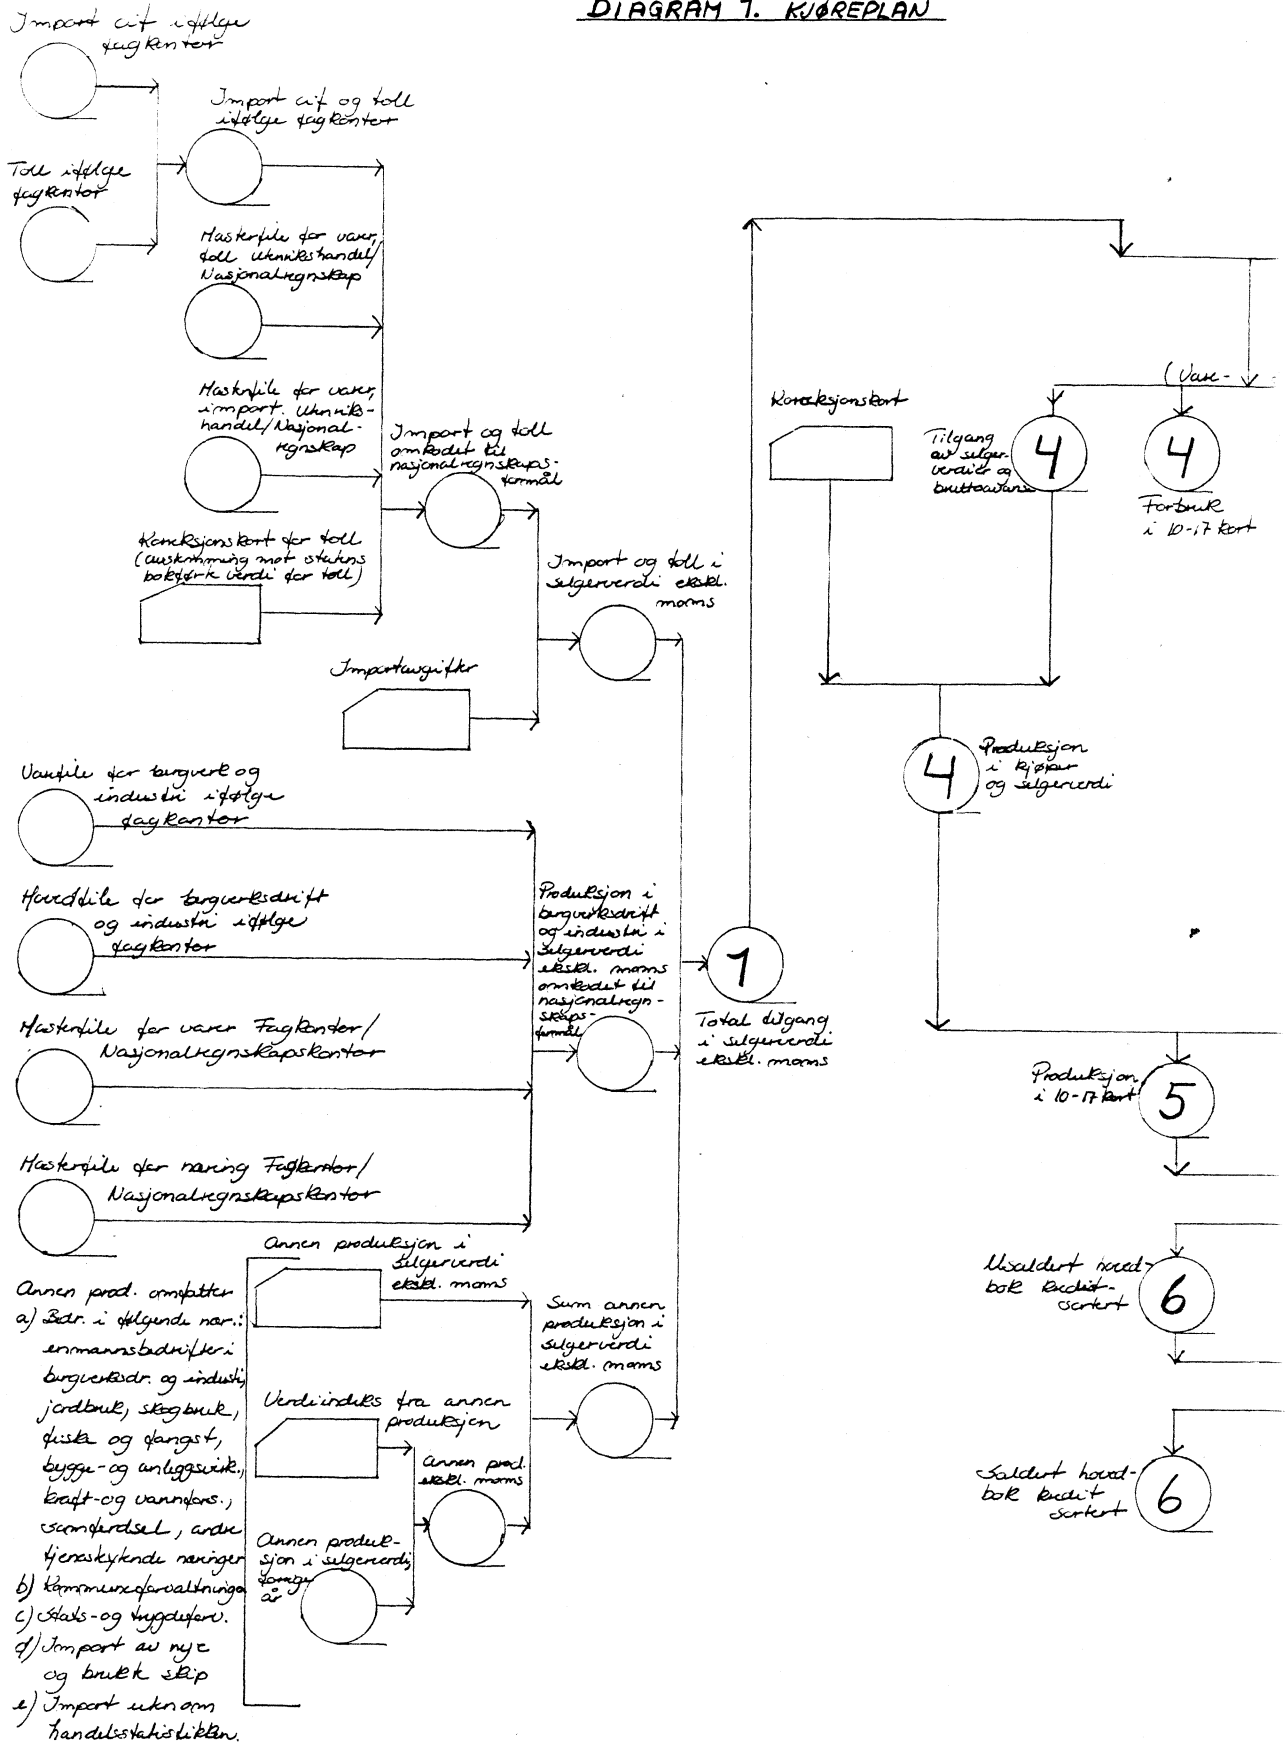 DIAGRAM 1. KJØREPLAN
Import cif ifølge
fagkontor
Import cif og toll
ifølge fagkontor
Toll ifølge
fagkontor
Masterfile for varer,
toll utenrikshandel/
Nasjonalregnskap
Masterfile for varer,
import. Utenriks-
handel/Nasjonal-
regnskap
Import og toll
omkodet til
nasjonalregnskaps-
formål
Korreksjonskort for toll
(avstemming mot statens
bokførte verdi for toll)
Import og toll i
selgerverdi ekskl.
moms
Importavgifter
Varefile for bergverk og
industri ifølge
fagkontor
Hovedfile for bergverksdrift
og industri ifølge
fagkontor
Masterfile for varer Fagkontor/
Nasjonalregnskapskontor
Masterfile for næring Fagkontor/
Nasjonalregnskapskontor
Produksjon i
bergverksdrift
og industri i
selgerverdi
ekskl. moms
omkodet til
nasjonalregn-
skaps-
formål
1
Total tilgang
i selgerverdi
ekskl. moms
Annen produksjon i
selgerverdi
ekskl. moms
Sum annen
produksjon i
selgerverdi
ekskl. moms
Verdiindeks fra annen
produksjon
Annen prod.
ekskl. moms
Annen produk-
sjon i selgerverdi,
forrige
år
Annen prod. omfatter
a) Bedr. i følgende nær.:
enmannsbedrifter i
bergverksdr. og industri,
jordbruk, skogbruk,
fiske og fangst,
bygge- og anleggsvirk.,
kraft- og vannfors.,
samferdsel, andre
tjenesteytende næringer
b) Kommuneforvaltninga
c) Stats- og trygdeforv.
d) Import av nye
og brukte skip
e) Import utenom
handelsstatistikken.
Korreksjonskort
(Vare-
Tilgang
av selger-
verdier og
bruttoavanse
4
4
Forbruk
i 10-17 kort
4
Produksjon
i kjøper
og selgerverdi
Produksjon
i 10-17 kort
5
Usaldert hoved-
bok kredit-
sortert
6
Saldert hoved-
bok kredit
sortert
6